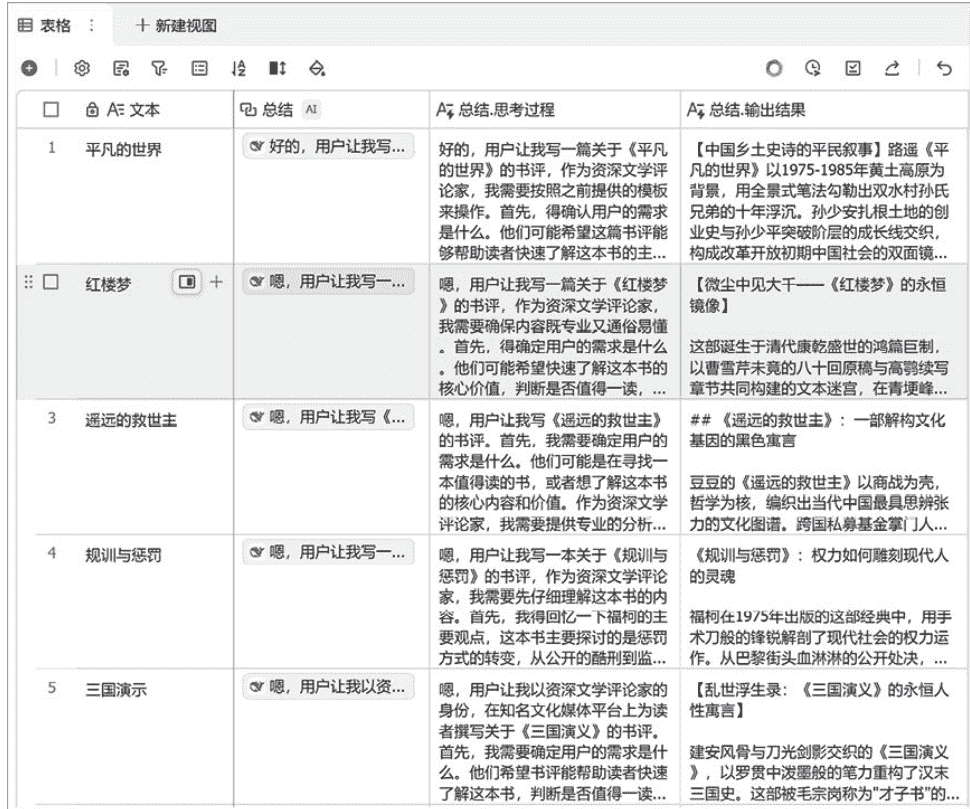 表格
新建视图
文本
总结 AI
总结.思考过程
总结.输出结果
1
平凡的世界
好的，用户让我写...
好的，用户让我写一篇关于《平凡
的世界》的书评，作为资深文学评
论家，我需要按照之前提供的模板
来操作。首先，得确认用户的需求
是什么。他们可能希望这篇书评能
够帮助读者快速了解这本书的主...
【中国乡土史诗的平民叙事】路遥《平
凡的世界》以1975-1985年黄土高原为
背景，用全景式笔法勾勒出双水村孙氏
兄弟的十年浮沉。孙少安扎根土地的创
业史与孙少平突破阶层的成长线交织，
构成改革开放初期中国社会的双面镜...
红楼梦
嗯，用户让我写一...
嗯，用户让我写一篇关于《红楼梦
》的书评，作为资深文学评论家，
我需要确保内容既专业又通俗易懂
。首先，得确定用户的需求是什么
。他们可能希望快速了解这本书的
核心价值，判断是否值得一读，...
【微尘中见大千——《红楼梦》的永恒
镜像】
这部诞生于清代康乾盛世的鸿篇巨制，
以曹雪芹未竟的八十回原稿与高鹗续写
章节共同构建的文本迷宫，在青埂峰...
3
遥远的救世主
嗯，用户让我写《...
嗯，用户让我写《遥远的救世主》
的书评。首先，我需要确定用户的
需求是什么。他们可能是在寻找一
本值得读的书，或者想了解这本书
的核心内容和价值。作为资深文学
评论家，我需要提供专业的分析...
## 《遥远的救世主》：一部解构文化
基因的黑色寓言
豆豆的《遥远的救世主》以商战为壳，
哲学为核，编织出当代中国最具思辨张
力的文化图谱。跨国私募基金掌门人...
4
规训与惩罚
嗯，用户让我写一...
嗯，用户让我写一本关于《规训与
惩罚》的书评，作为资深文学评论
家，我需要先仔细理解这本书的内
容。首先，我得回忆一下福柯的主
要观点，这本书主要探讨的是惩罚
方式的转变，从公开的酷刑到监...
《规训与惩罚》：权力如何雕刻现代人
的灵魂
福柯在1975年出版的这部经典中，用手
术刀般的锋锐解剖了现代社会的权力运
作。从巴黎街头血淋淋的公开处决，...
5
三国演示
嗯，用户让我以资...
嗯，用户让我以资深文学评论家的
身份，在知名文化媒体平台上为读
者撰写关于《三国演义》的书评。
首先，我需要确定用户的需求是什
么。他们希望书评能帮助读者快速
了解这本书，判断是否值得一读...
【乱世浮生录：《三国演义》的永恒人
性寓言】
建安风骨与刀光剑影交织的《三国演义
》，以罗贯中泼墨般的笔力重构了汉末
三国史。这部被毛宗岗称为"才子书"的...